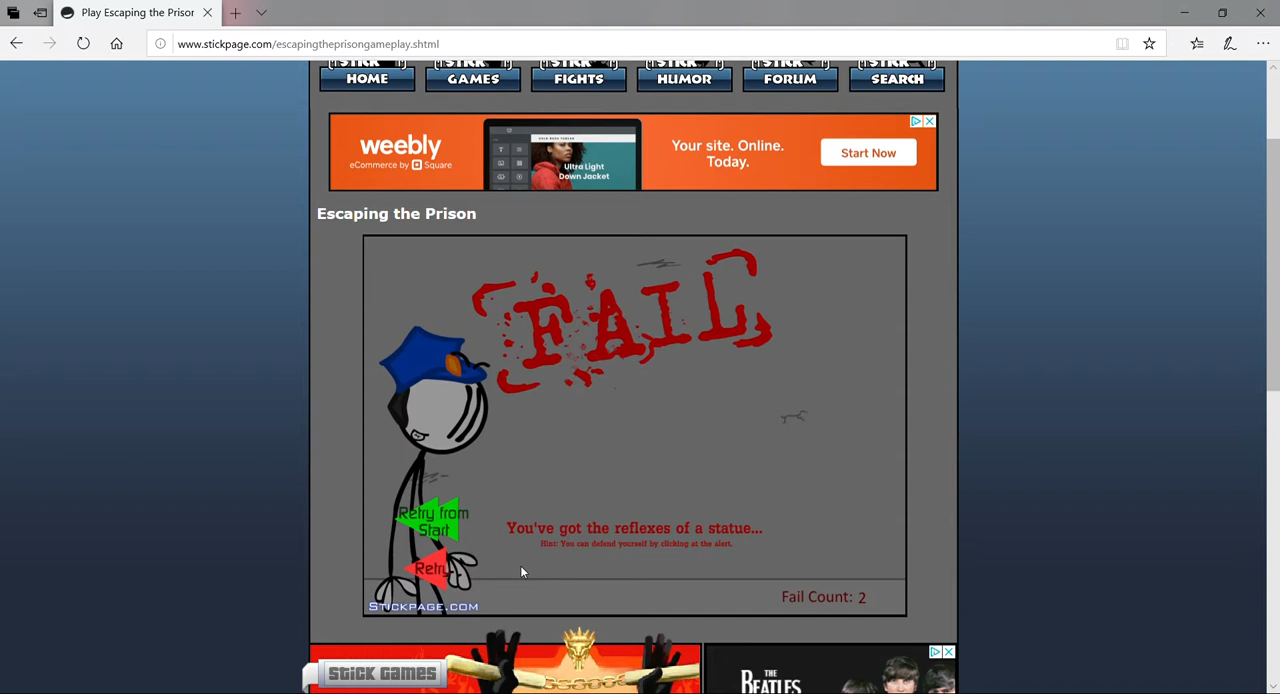 Play Escaping the Prison
www.stickpage.com/escapingtheprisongameplay.shtml
HOME GAMES FIGHTS HUMOR FORUM SEARCH
weebly
eCommerce by Square
Ultra Light
Down Jacket
Your site. Online.
Today.
Start Now
Escaping the Prison
FAIL
Retry from
Start
You've got the reflexes of a statue...
Hint: You can defend yourself by clicking at the alert.
Retry
Fail Count: 2
STICKPAGE.COM
STICK GAMES
THE
BEATLES